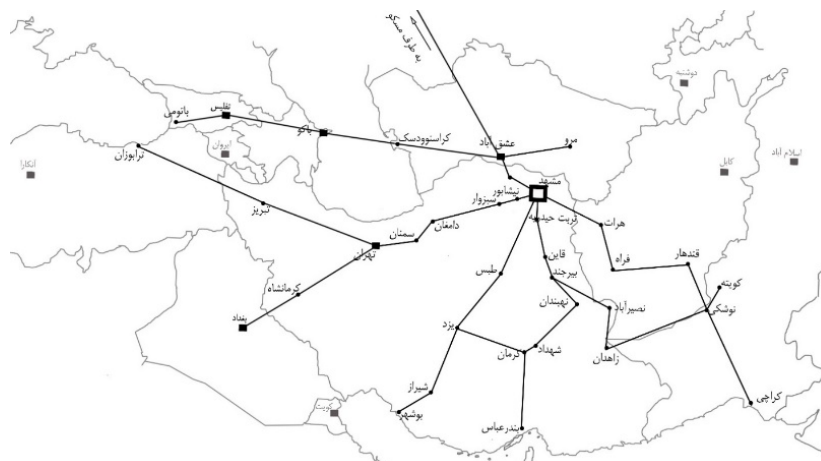 به طرف مسکو
دوشنبه
تفلیس
باتومی
باکو
کراسنوودسک
عشق آباد
مرو
ترابوزان
ایروان
آنکارا
کابل
اسلام آباد
مشهد
نیشابور
سبزوار
تبریز
تربت حیدریه
هرات
دامغان
سمنان
تهران
قاین
فراه
قندهار
طبس
بیرجند
کویته
کرمانشاه
نهبندان
نصیرآباد
نوشکی
بغداد
یزد
شهداد
کرمان
زاهدان
شیراز
کراچی
بوشهر
کویت
بندرعباس